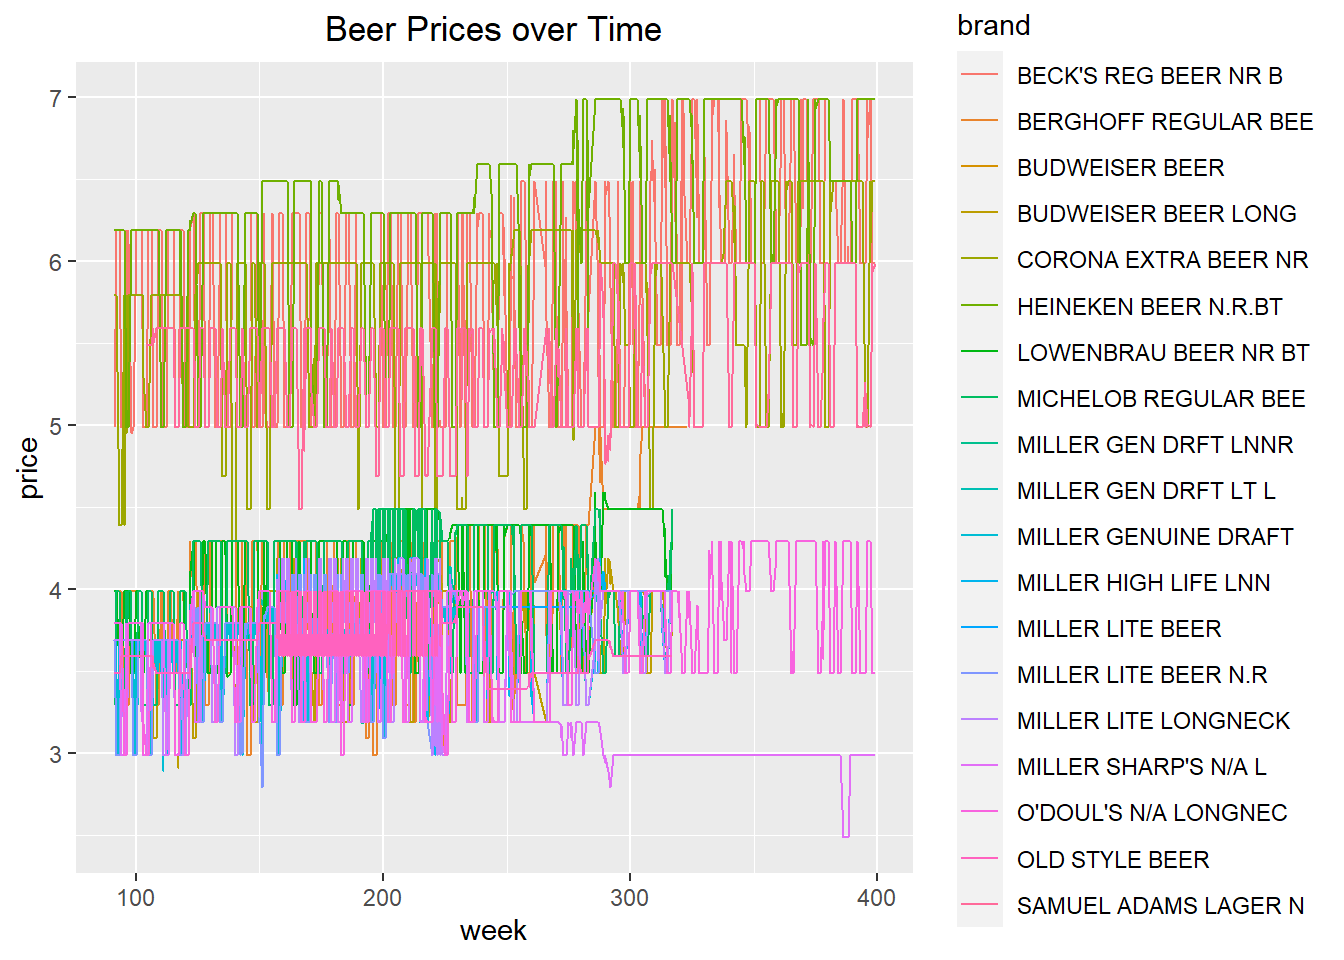 Beer Prices over Time
brand
BECK'S REG BEER NR B
BERGHOFF REGULAR BEE
BUDWEISER BEER
BUDWEISER BEER LONG
CORONA EXTRA BEER NR
HEINEKEN BEER N.R.BT
LOWENBRAU BEER NR BT
MICHELOB REGULAR BEE
MILLER GEN DRFT LNNR
MILLER GEN DRFT LT L
MILLER GENUINE DRAFT
MILLER HIGH LIFE LNN
MILLER LITE BEER
MILLER LITE BEER N.R
MILLER LITE LONGNECK
MILLER SHARP'S N/A L
O'DOUL'S N/A LONGNEC
OLD STYLE BEER
SAMUEL ADAMS LAGER N
price
7
6
5
4
3
100 200 300 400
week